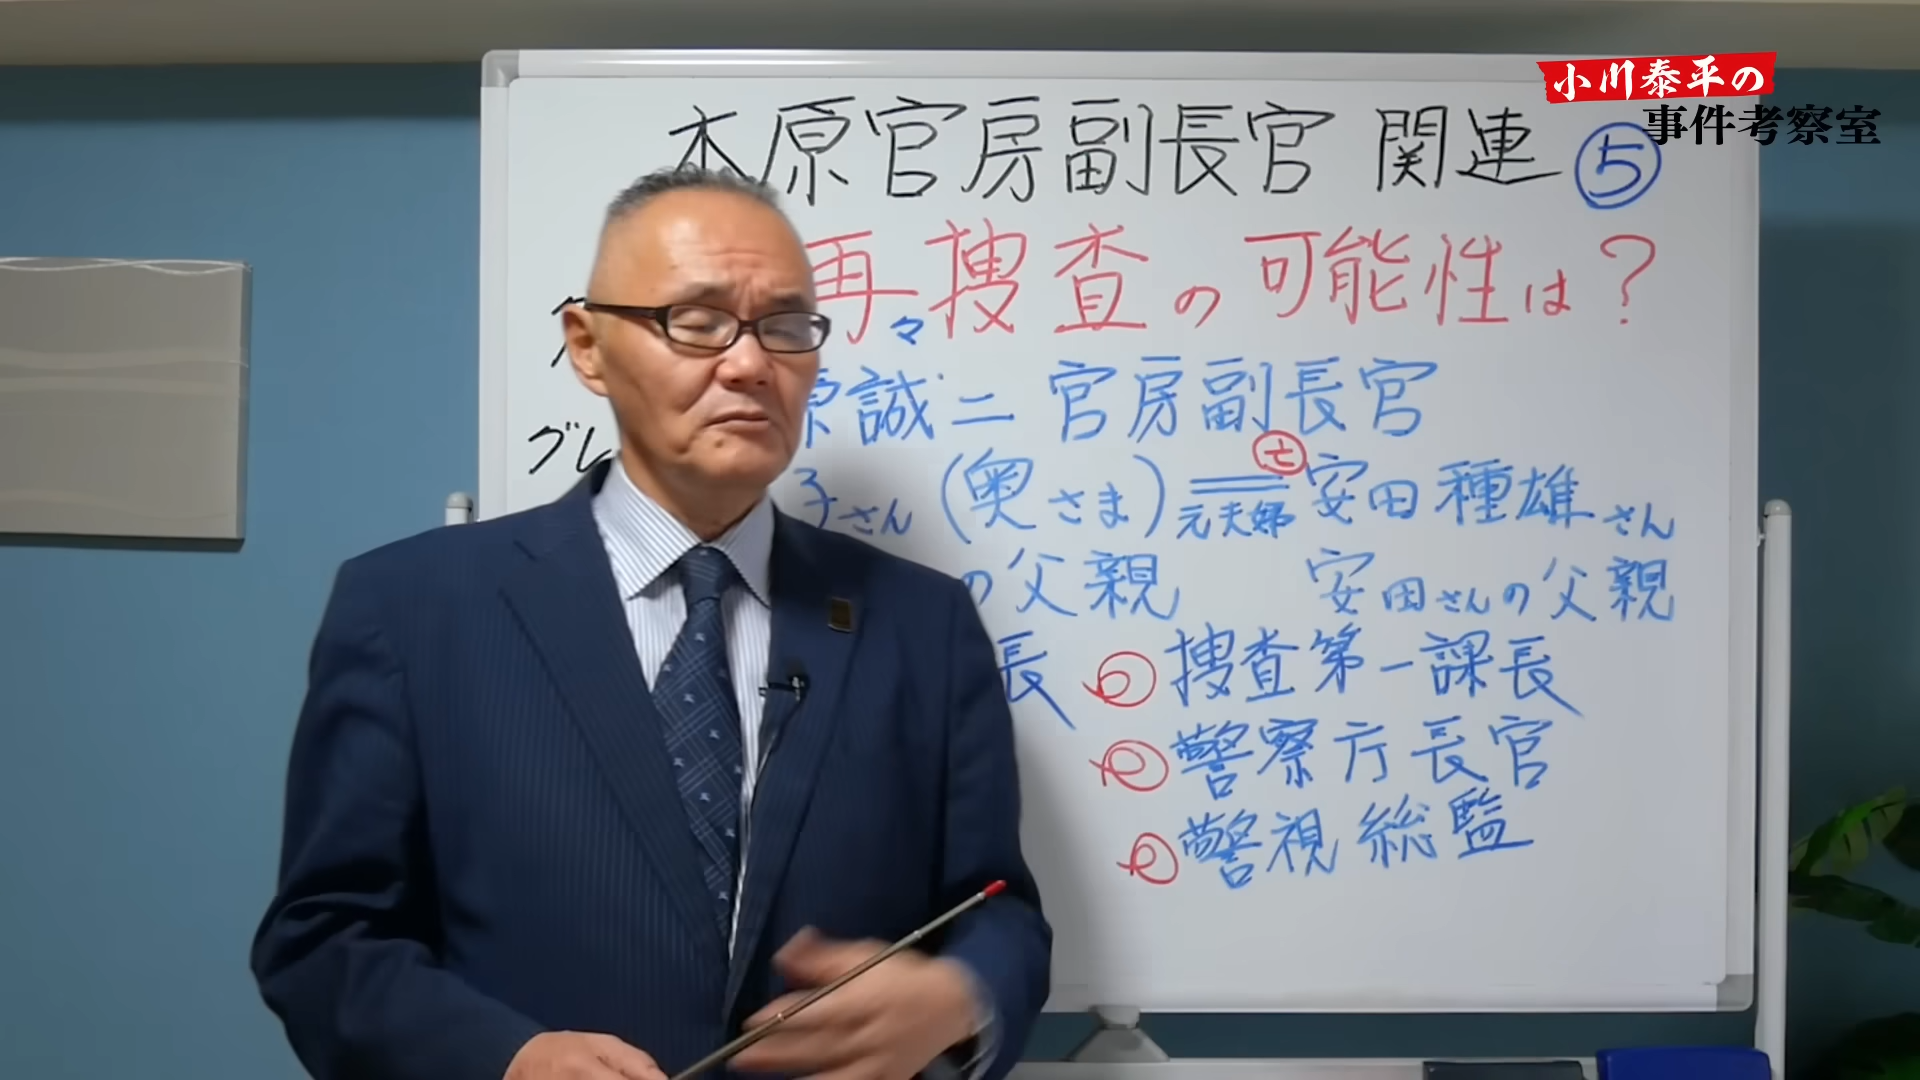 小川泰平の
事件考察室
木原官房副長官 関連 ⑤
再々捜査の可能性は?
原誠二 官房副長官
子さん (奥さま) 元夫婦 亡 安田種雄さん
の父親 安田さんの父親
グレ
長 捜査第一課長
警察庁長官
警視総監